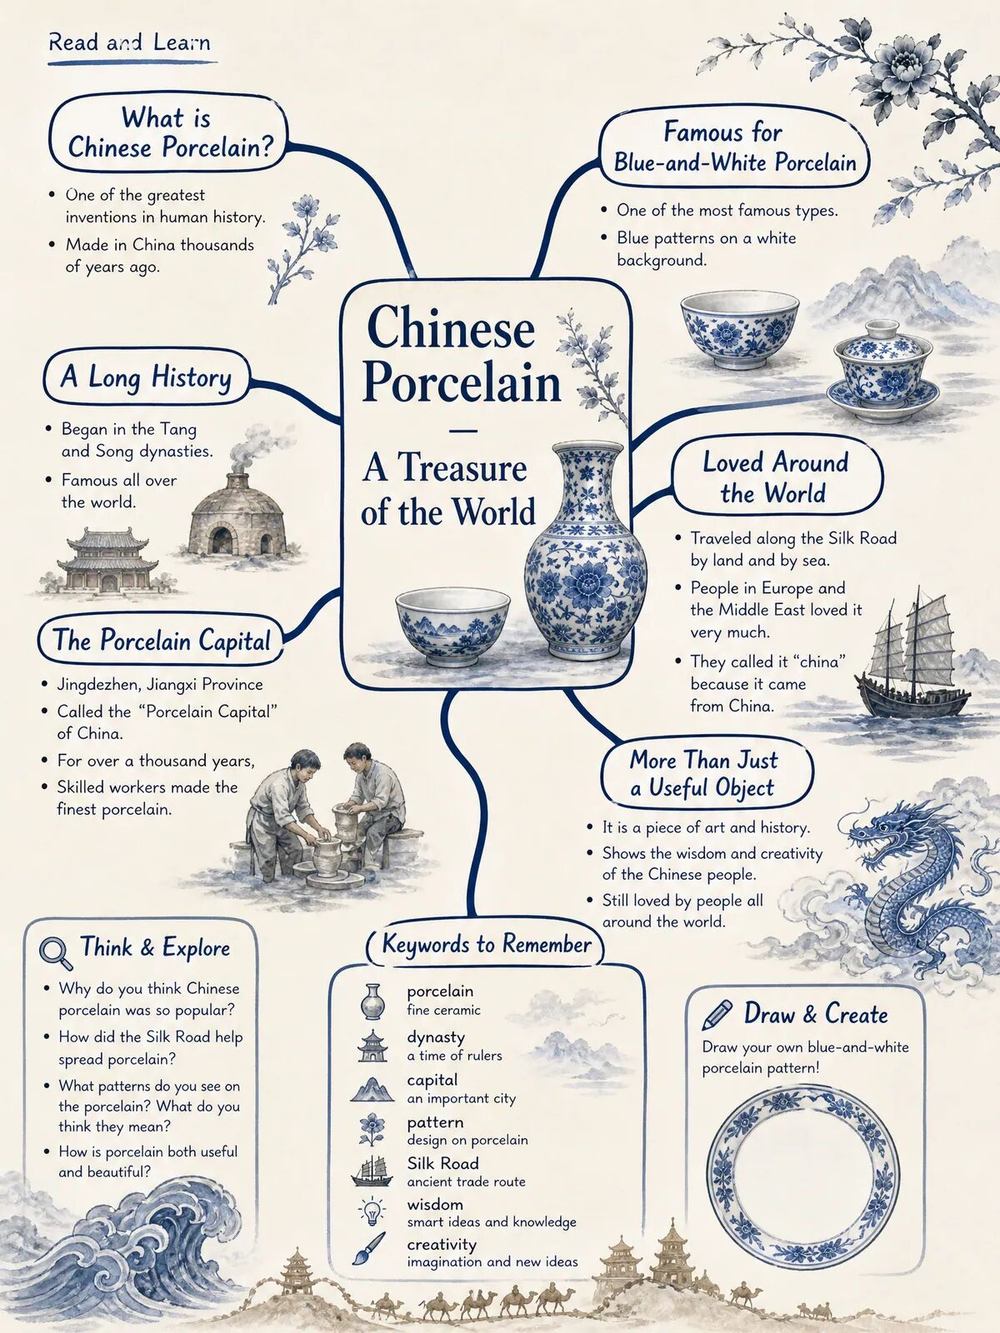 Read and Learn
What is
Chinese Porcelain?
• One of the greatest
inventions in human history.
• Made in China thousands
of years ago.
A Long History
• Began in the Tang
and Song dynasties.
• Famous all over
the world.
The Porcelain Capital
• Jingdezhen, Jiangxi Province
• Called the “Porcelain Capital”
of China.
• For over a thousand years,
• Skilled workers made the
finest porcelain.
Chinese
Porcelain
—
A Treasure
of the World
Famous for
Blue-and-White Porcelain
• One of the most famous types.
• Blue patterns on a white
background.
Loved Around
the World
• Traveled along the Silk Road
by land and by sea.
• People in Europe and
the Middle East loved it
very much.
• They called it “china”
because it came
from China.
More Than Just
a Useful Object
• It is a piece of art and history.
• Shows the wisdom and creativity
of the Chinese people.
• Still loved by people all
around the world.
Think & Explore
• Why do you think Chinese
porcelain was so popular?
• How did the Silk Road help
spread porcelain?
• What patterns do you see on
the porcelain? What do you
think they mean?
• How is porcelain both useful
and beautiful?
Keywords to Remember
porcelain
fine ceramic
dynasty
a time of rulers
capital
an important city
pattern
design on porcelain
Silk Road
ancient trade route
wisdom
smart ideas and knowledge
creativity
imagination and new ideas
Draw & Create
Draw your own blue-and-white
porcelain pattern!